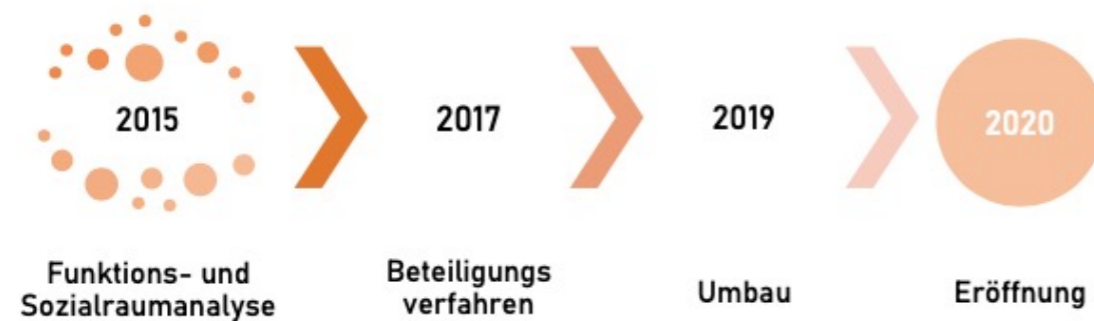 2015
2017
2019
2020
Funktions- und
Sozialraumanalyse
Beteiligungs
verfahren
Umbau
Eröffnung